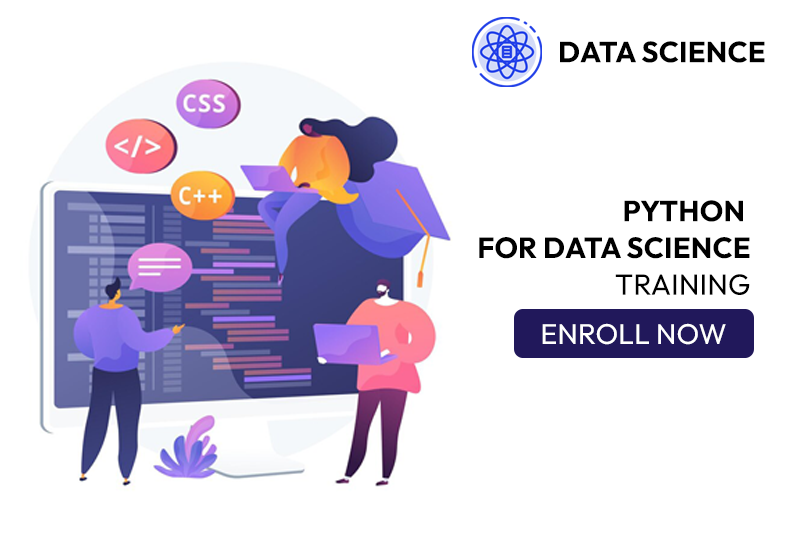 DATA SCIENCE
CSS
</>
C++
PYTHON
FOR DATA SCIENCE
TRAINING
ENROLL NOW